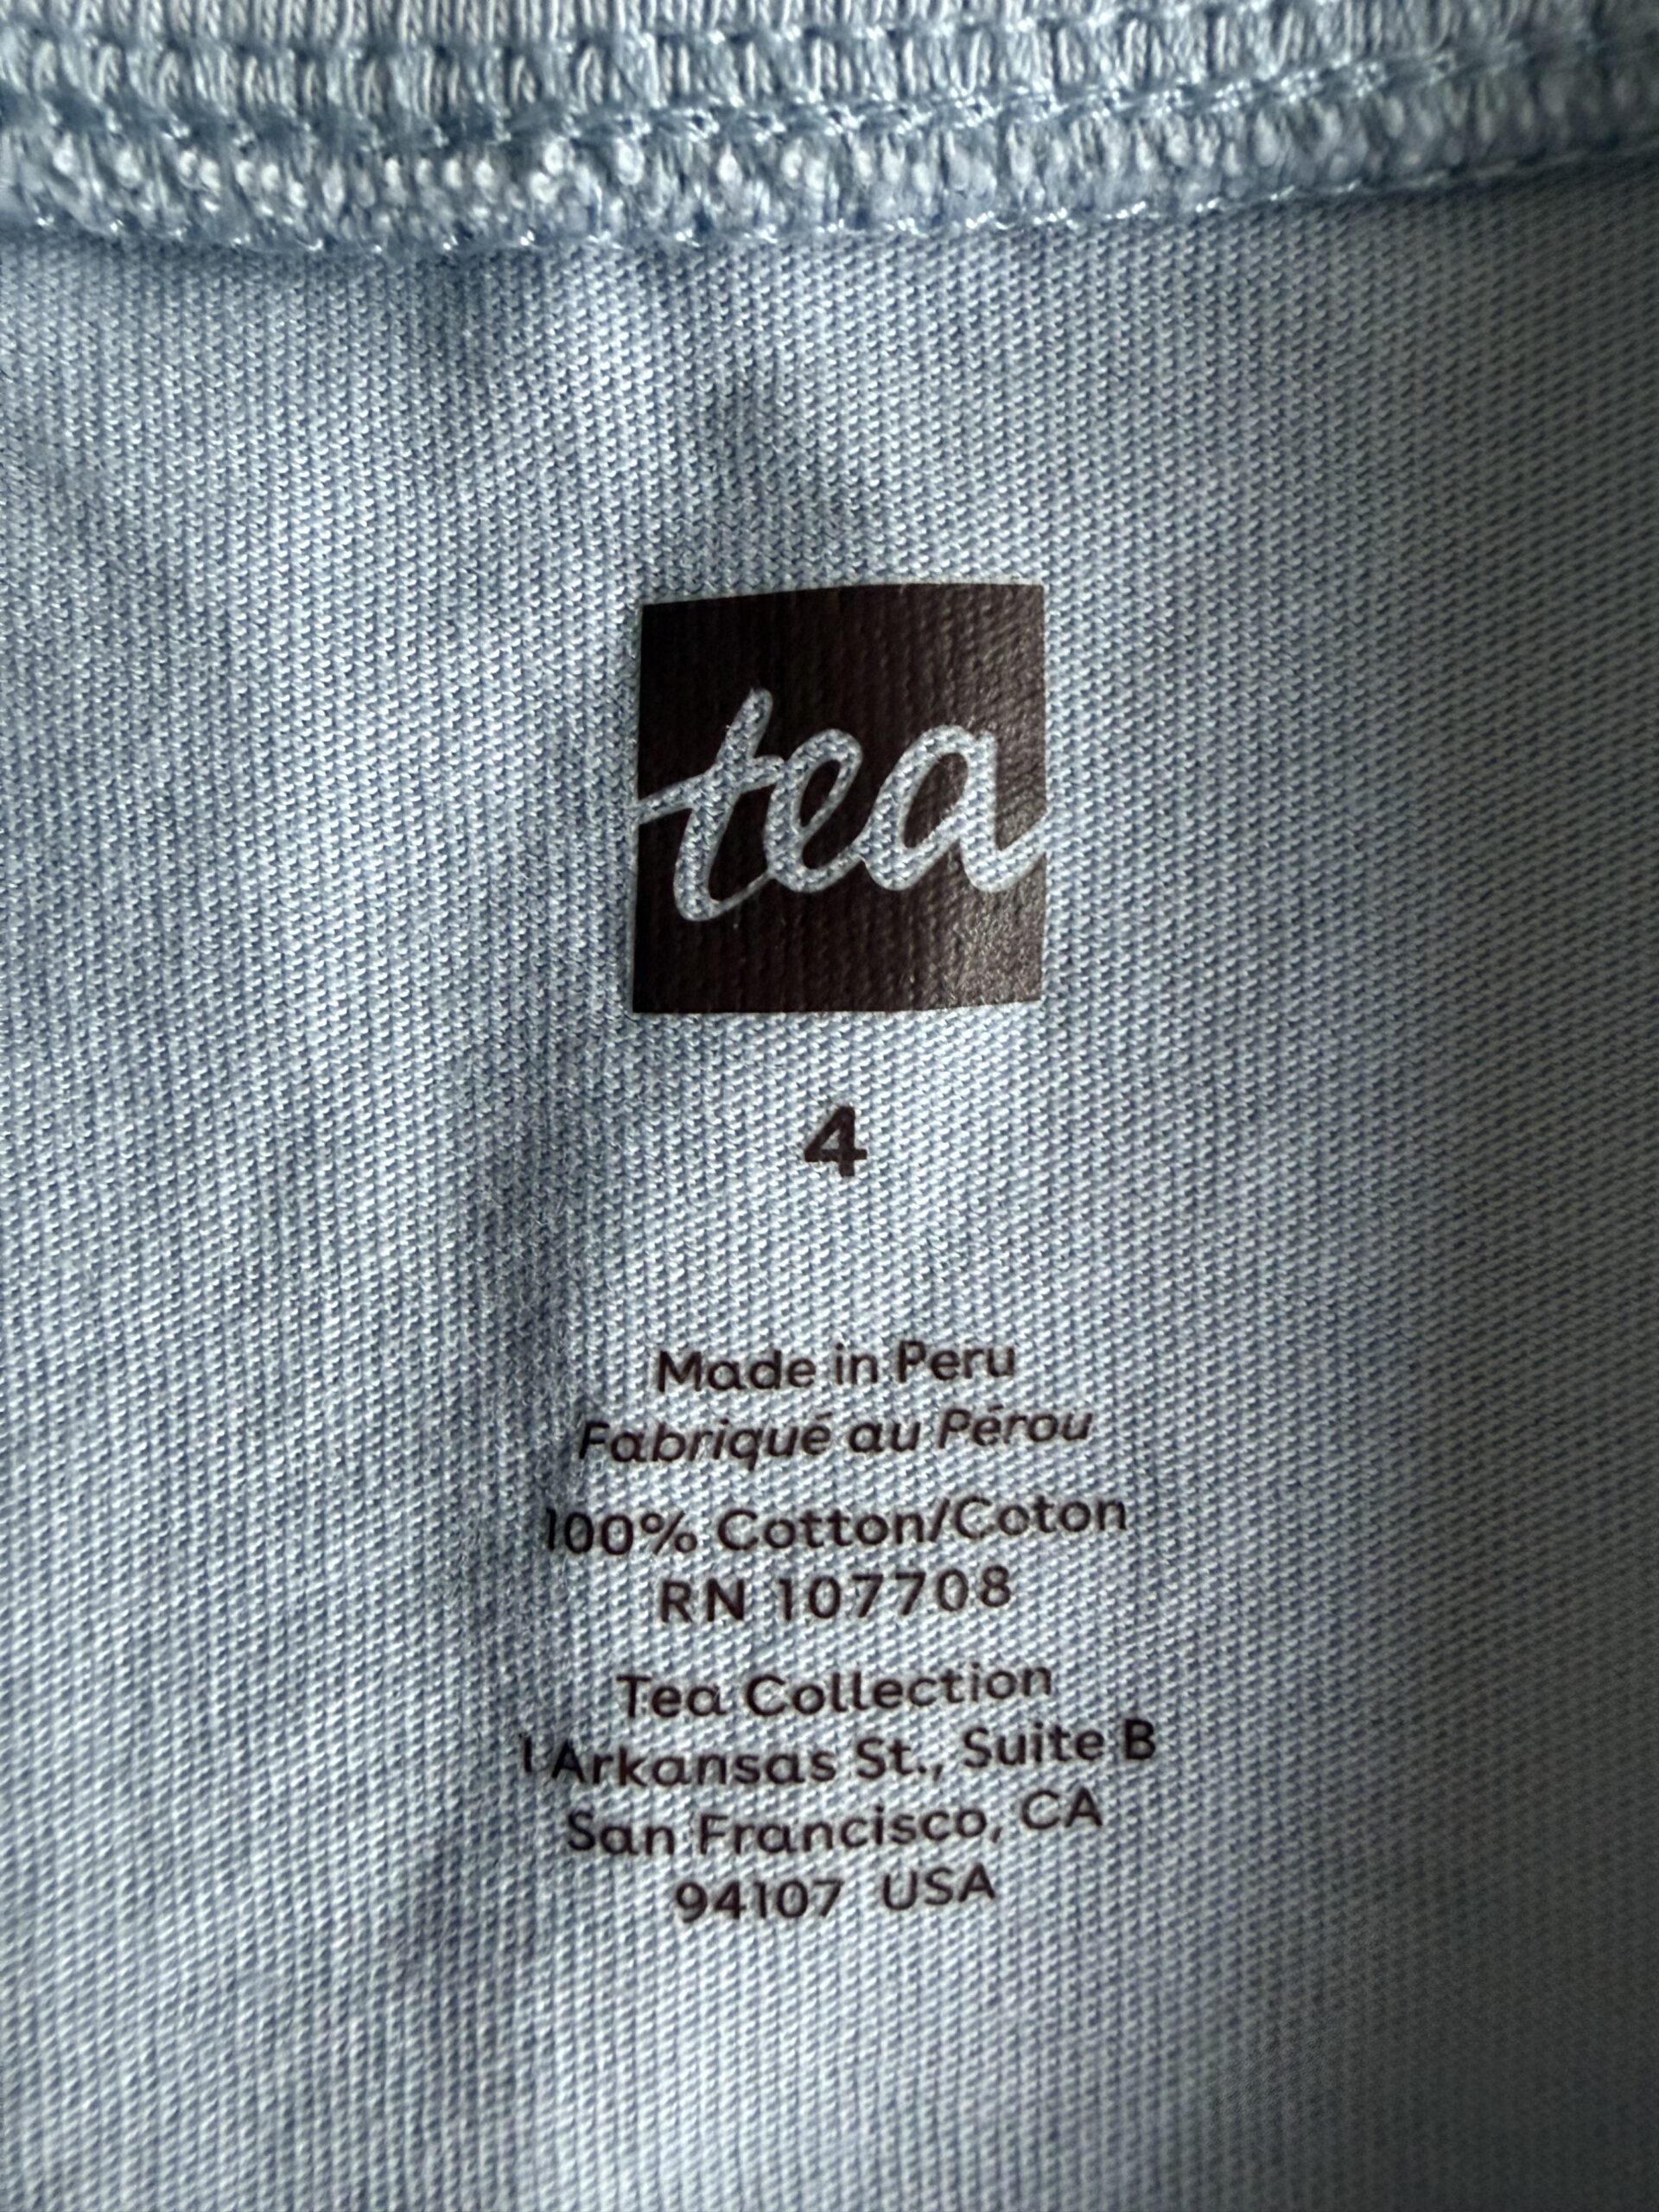 tea
4
Made in Peru
Fabriqué au Pérou
100% Cotton/Coton
RN 107708
Tea Collection
1 Arkansas St., Suite B
San Francisco, CA
94107 USA